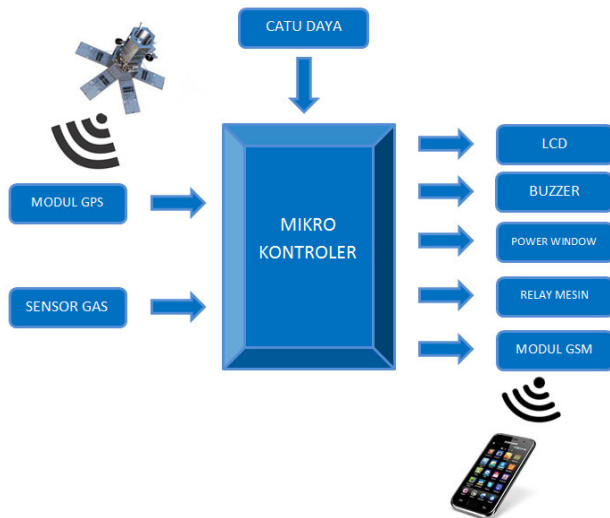 CATU DAYA
MODUL GPS
SENSOR GAS
MIKRO
KONTROLER
LCD
BUZZER
POWER WINDOW
RELAY MESIN
MODUL GSM